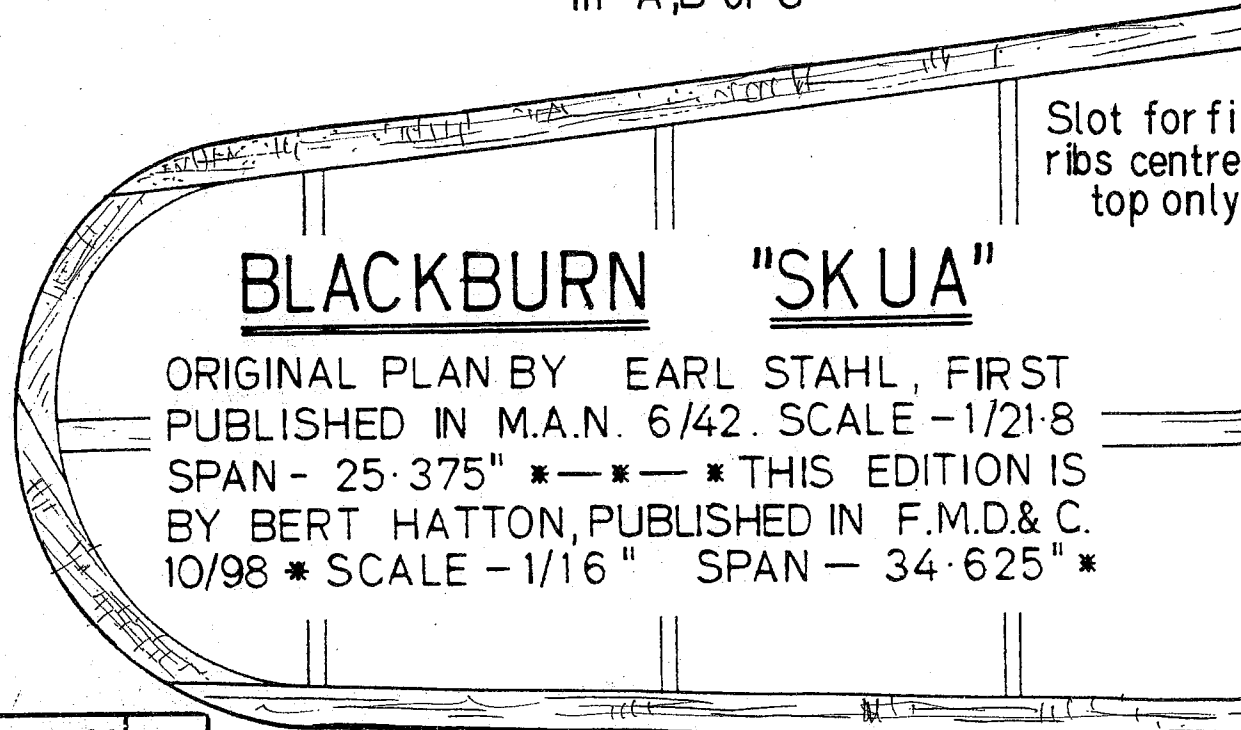 in A,B or C
Slot for fi
ribs centre
top only
BLACKBURN "SKUA"
ORIGINAL PLAN BY EARL STAHL, FIRST
PUBLISHED IN M.A.N. 6/42. SCALE - 1/21·8
SPAN - 25·375" * — * — * THIS EDITION IS
BY BERT HATTON, PUBLISHED IN F.M.D.& C.
10/98 * SCALE - 1/16" SPAN — 34·625" *